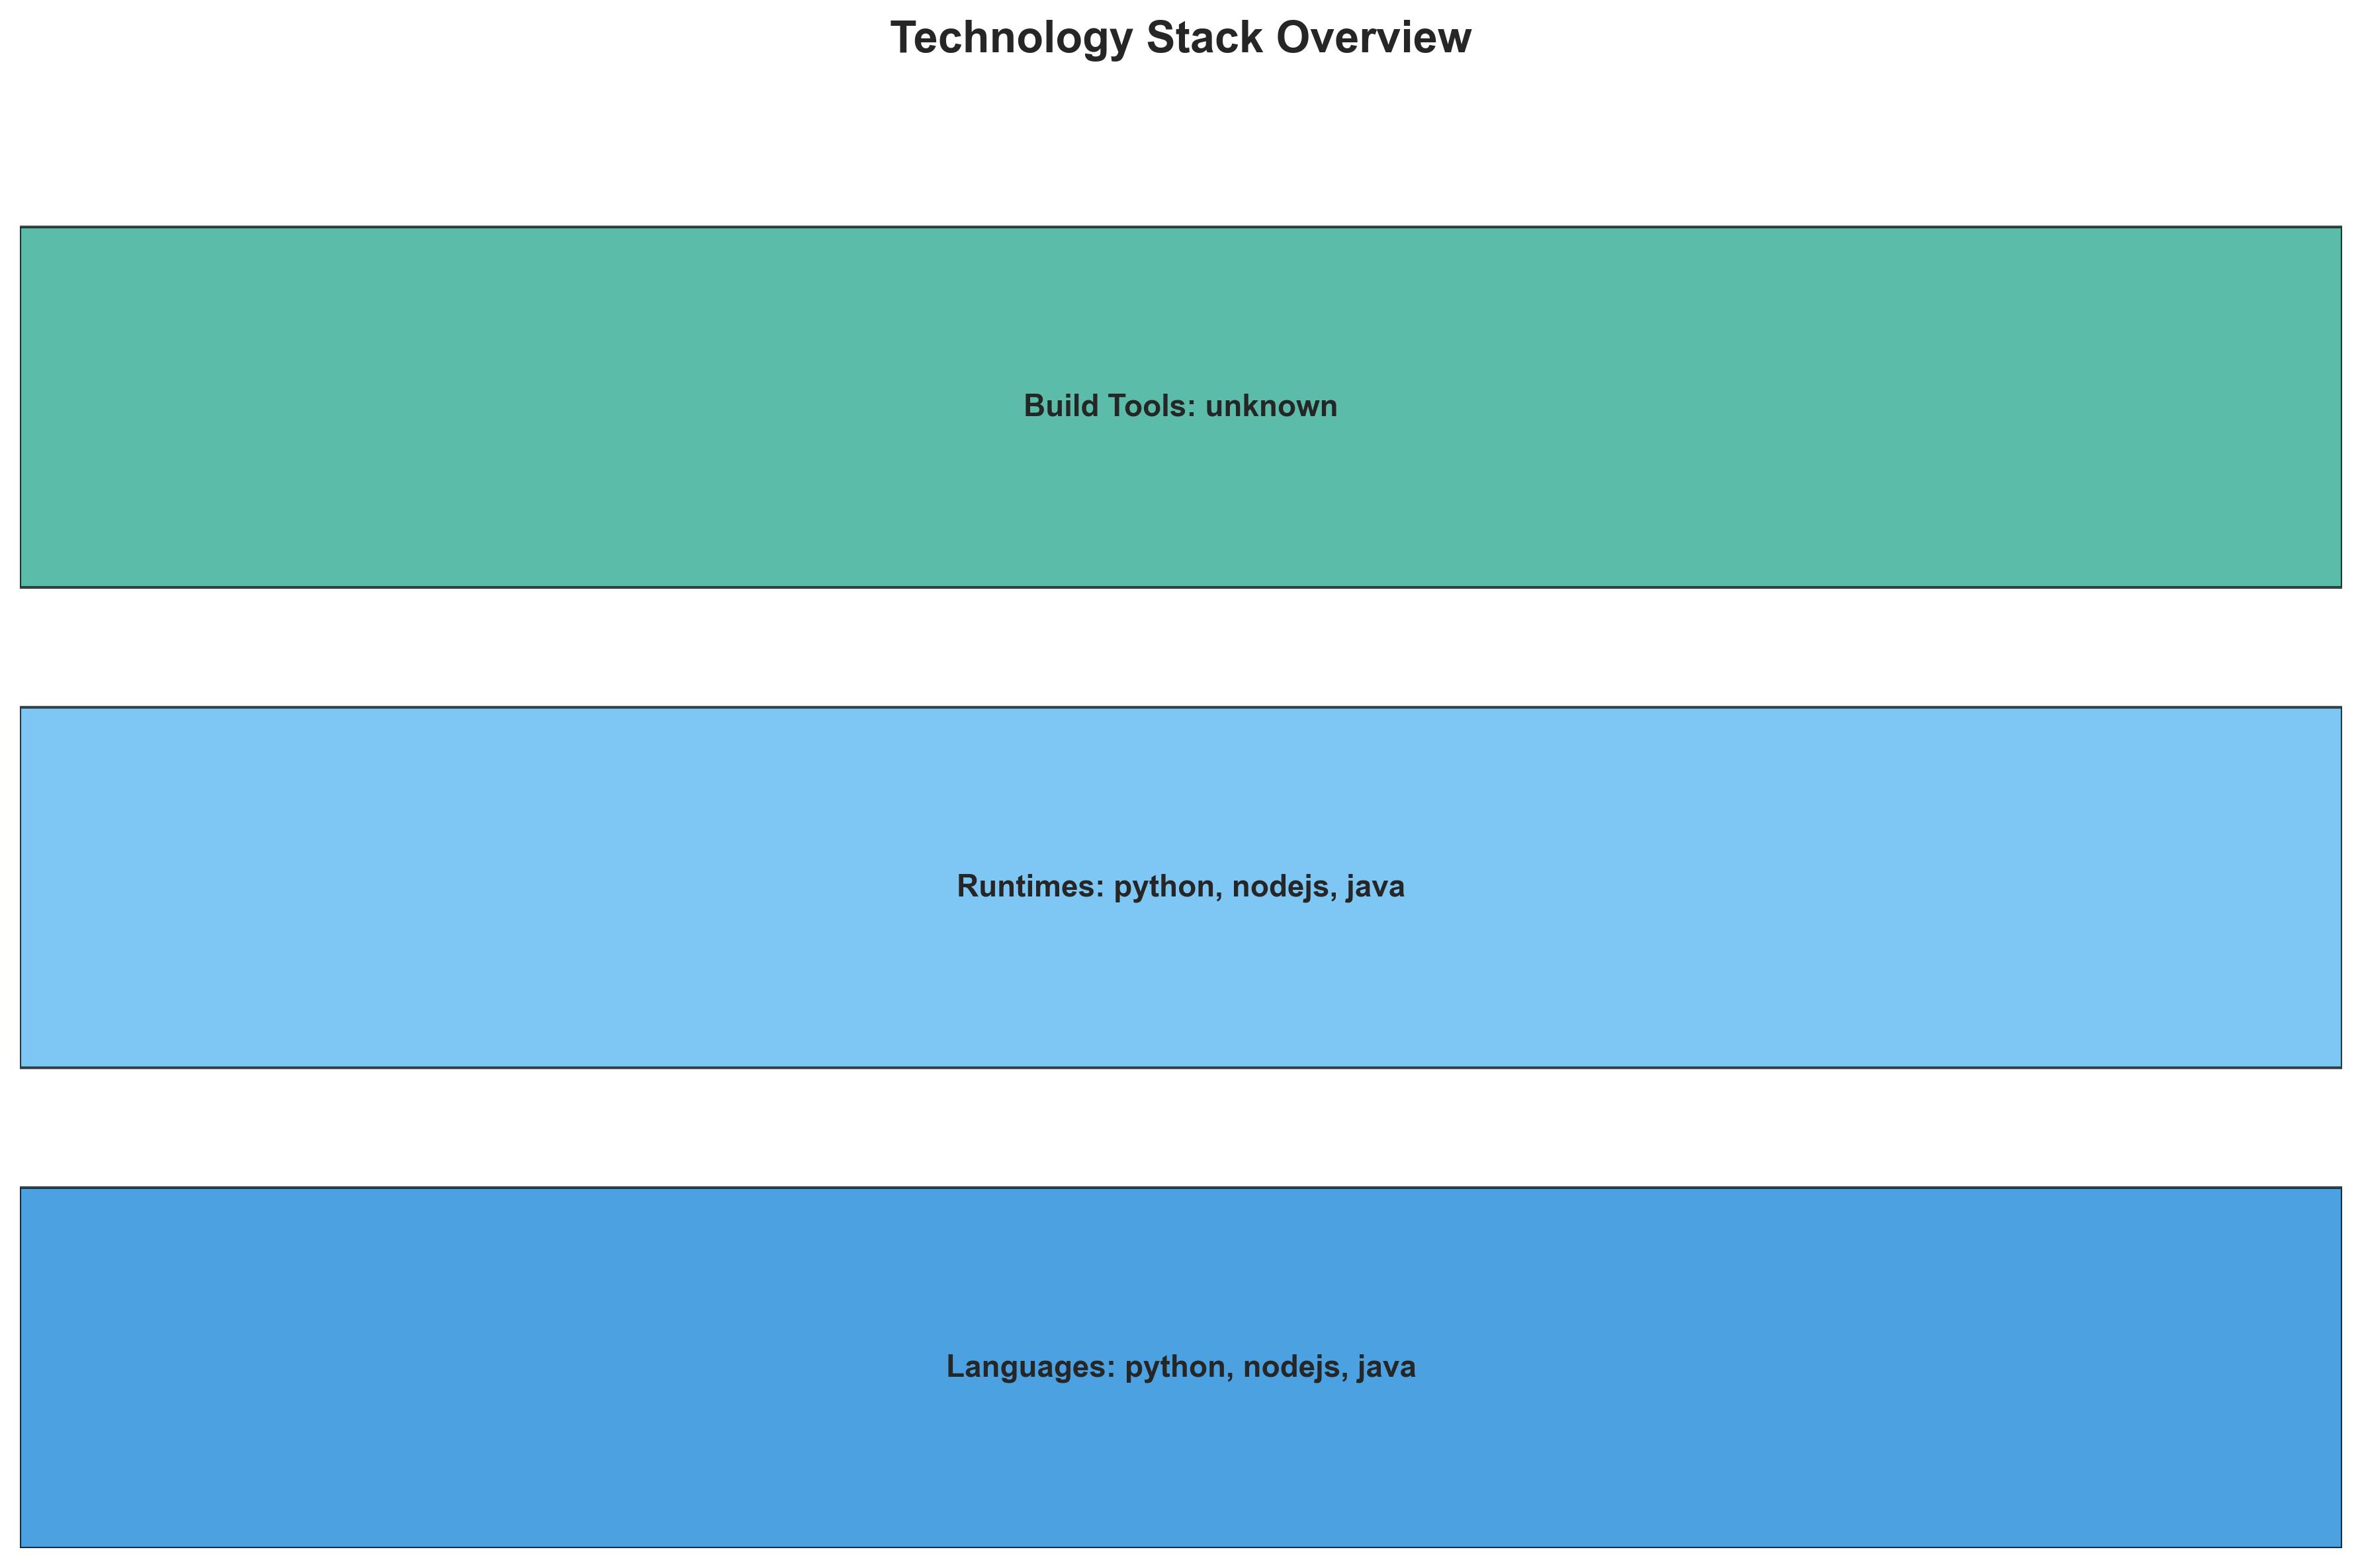 Technology Stack Overview
Build Tools: unknown
Runtimes: python, nodejs, java
Languages: python, nodejs, java